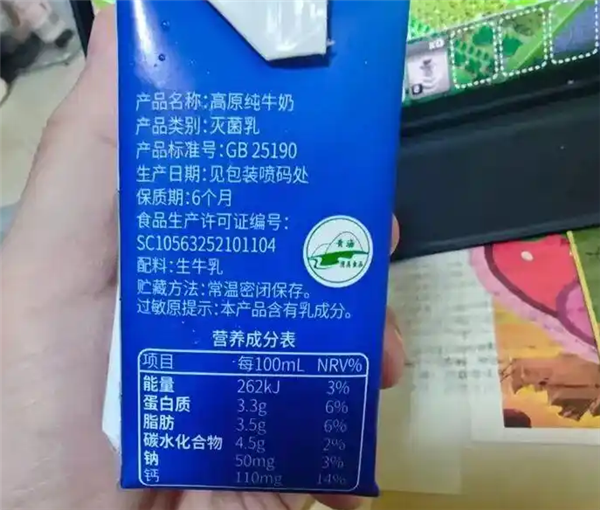 产品名称:高原纯牛奶
产品类别:灭菌乳
产品标准号:GB 25190
生产日期:见包装喷码处
保质期:6个月
食品生产许可证编号:
SC10563252101104
青海
配料:生牛乳
贮藏方法:常温密闭保存。
过敏原提示:本产品含有乳成分。
营养成分表
项目 每100mL NRV%
能量 262kJ 3%
蛋白质 3.3g 6%
脂肪 3.5g 6%
碳水化合物 4.5g 2%
钠 50mg 3%
钙 110mg 14%